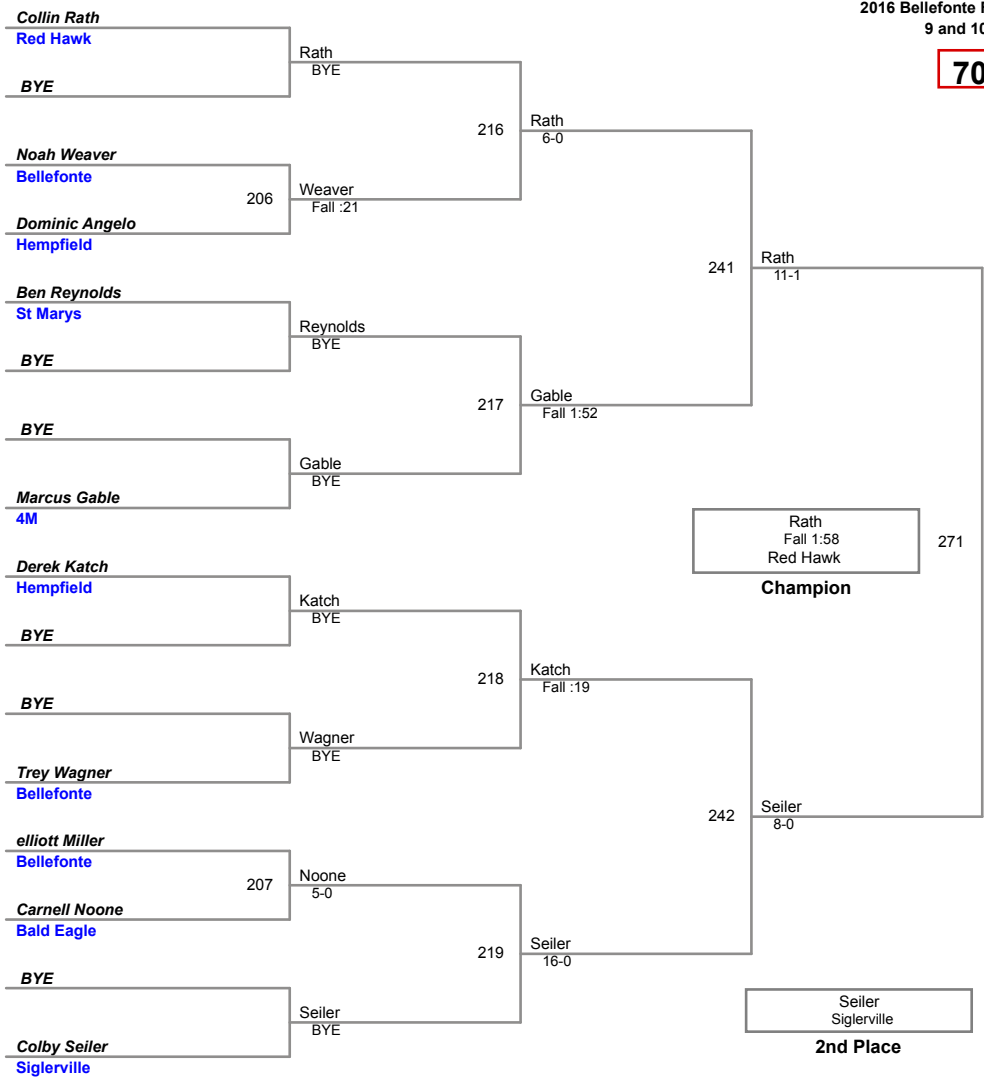 2016 Bellefonte
9 and 10
70
Collin Rath
Red Hawk
BYE
Noah Weaver
Bellefonte
206
Dominic Angelo
Hempfield
Ben Reynolds
St Marys
BYE
BYE
Marcus Gable
4M
Derek Katch
Hempfield
BYE
BYE
Trey Wagner
Bellefonte
elliott Miller
Bellefonte
207
Carnell Noone
Bald Eagle
BYE
Colby Seiler
Siglerville
Rath
BYE
216
Weaver
Fall :21
Reynolds
BYE
217
Gable
BYE
Katch
BYE
218
Wagner
BYE
Noone
5-0
219
Seiler
BYE
Rath
6-0
241
Gable
Fall 1:52
Katch
Fall :19
242
Seiler
16-0
Rath
11-1
271
Seiler
8-0
Rath
Fall 1:58
Red Hawk
Champion
Seiler
Siglerville
2nd Place